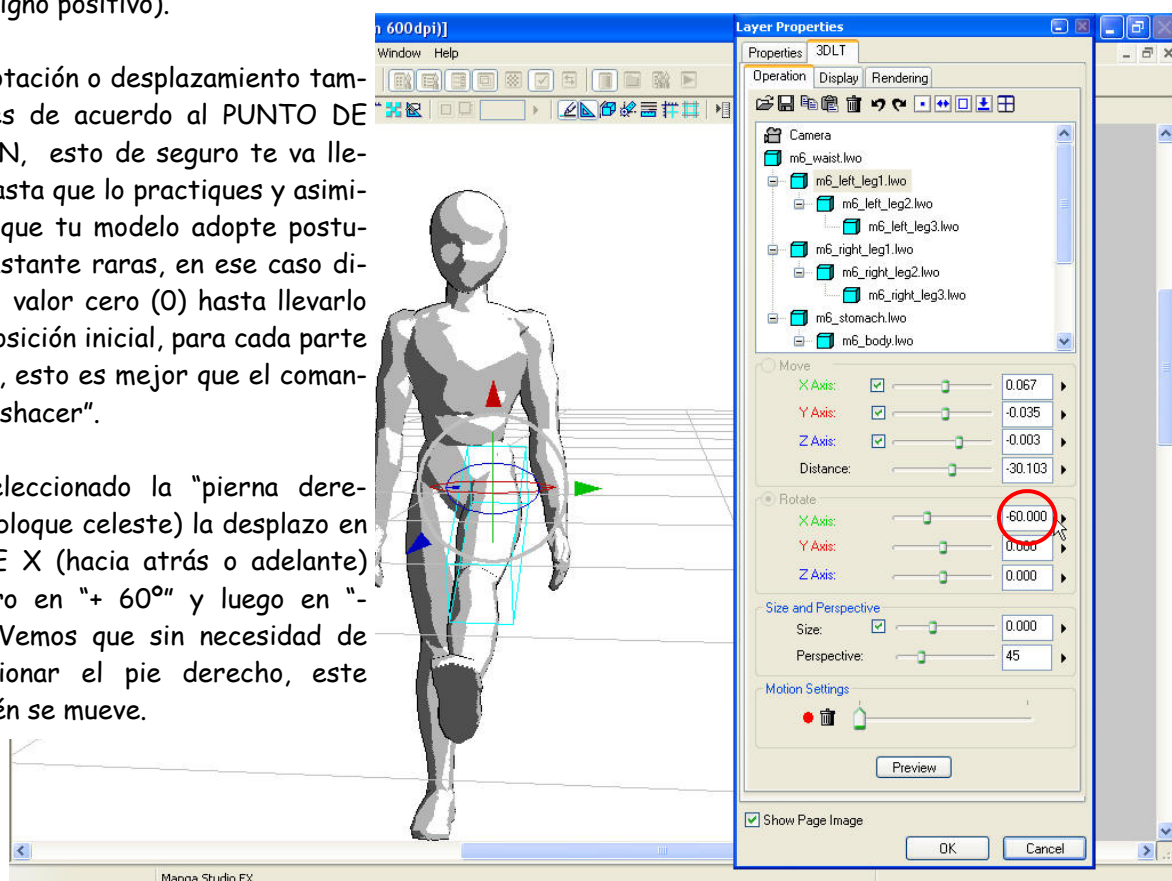 igno positivo).
otación o desplazamiento tam-
es de acuerdo al PUNTO DE
N, esto de seguro te va lle-
asta que lo practiques y asimi-
que tu modelo adopte postu-
stante raras, en ese caso di-
valor cero (0) hasta llevarlo
osición inicial, para cada parte
, esto es mejor que el coman-
shacer".
eleccionado la "pierna dere-
bloque celeste) la desplazo en
E X (hacia atrás o adelante)
ro en "+ 60º" y luego en "-
Vemos que sin necesidad de
ionar el pie derecho, este
én se mueve.
n 600dpi)]
Window Help
Layer Properties
Properties 3DLT
Operation Display Rendering
Camera
m6_waist.lwo
m6_left_leg1.lwo
m6_left_leg2.lwo
m6_left_leg3.lwo
m6_right_leg1.lwo
m6_right_leg2.lwo
m6_right_leg3.lwo
m6_stomach.lwo
m6_body.lwo
Move
X Axis: 0.067
Y Axis: -0.035
Z Axis: -0.003
Distance: -30.103
Rotate
X Axis: -60.000
Y Axis: 0.000
Z Axis: 0.000
Size and Perspective
Size: 0.000
Perspective: 45
Motion Settings
Preview
Show Page Image
OK Cancel
Manga Studio EX